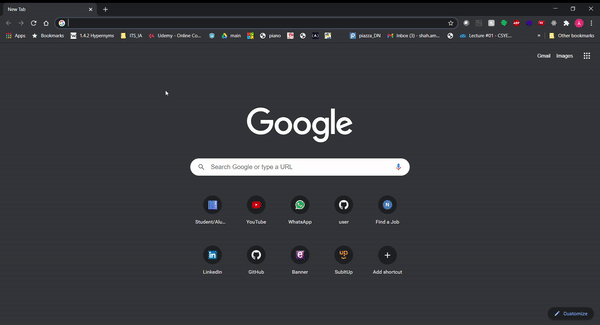 New Tab
Apps Bookmarks 1.4.2 Hypernyms ITS_IA Udemy - Online Co... main piano piazza_DN Inbox (3) - shah.am... Lecture #01 - CSYE... » Other bookmarks
Gmail Images
Google
Search Google or type a URL
Student/Alu... YouTube WhatsApp user Find a Job
LinkedIn GitHub Banner SubitUp Add shortcut
Customize